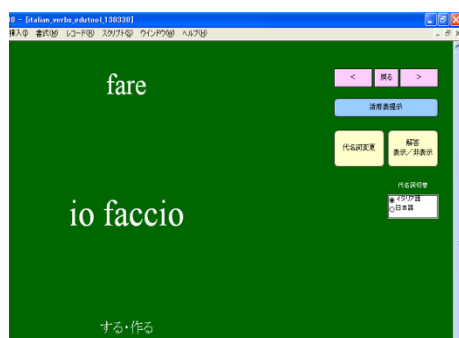 30 - [italian_verbs_edutool_130330]
挿入(I) 書式(M) レコード(R) スクリプト(S) ウインドウ(W) ヘルプ(H)
fare
< 戻る >
活用表提示
代名詞変更
解答
表示/非表示
代名詞切替
イタリア語
日本語
io faccio
する・作る